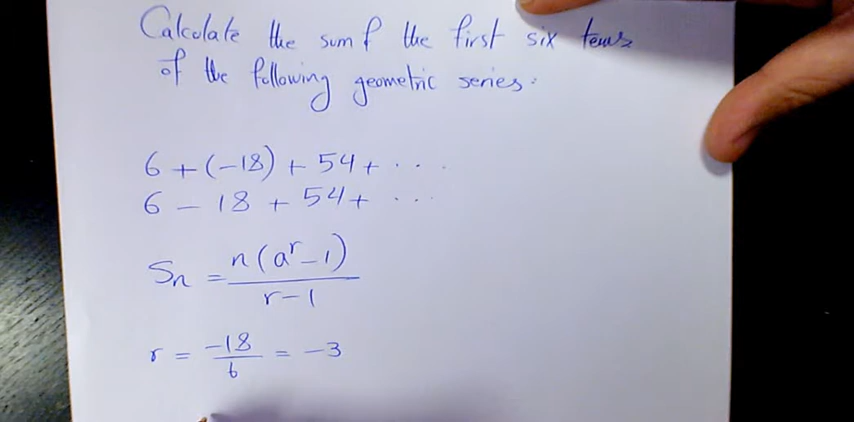 Calculate the sum of the first six terms
of the following geometric series:
6 + (-18) + 54 + ...
6 - 18 + 54 + ...
Sn = n(a^r - 1) / r - 1
r = -18 / 6 = -3